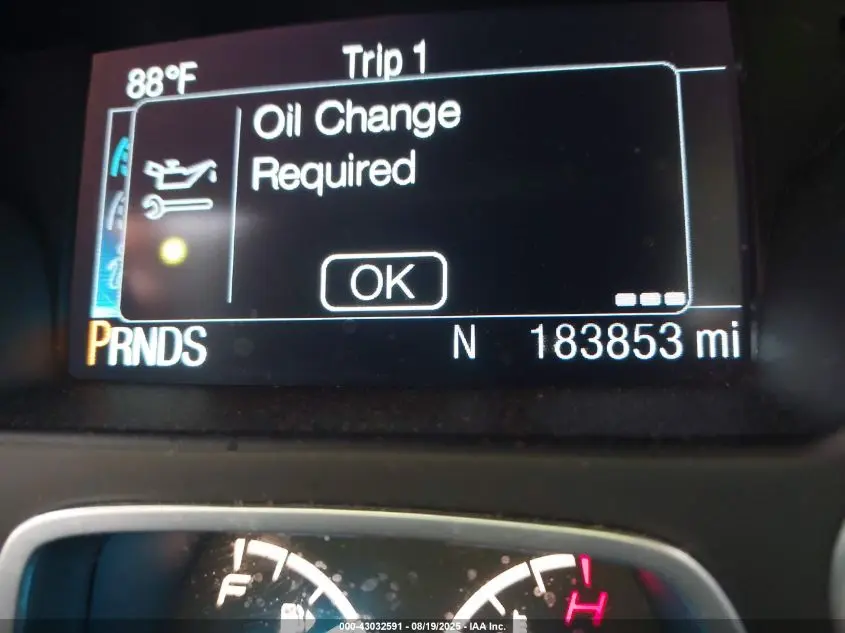 88°F
Trip 1
Oil Change
Required
OK
PRNDS
N
183853 mi
F
H
000-43032591 - 08/19/2025 - IAA Inc.